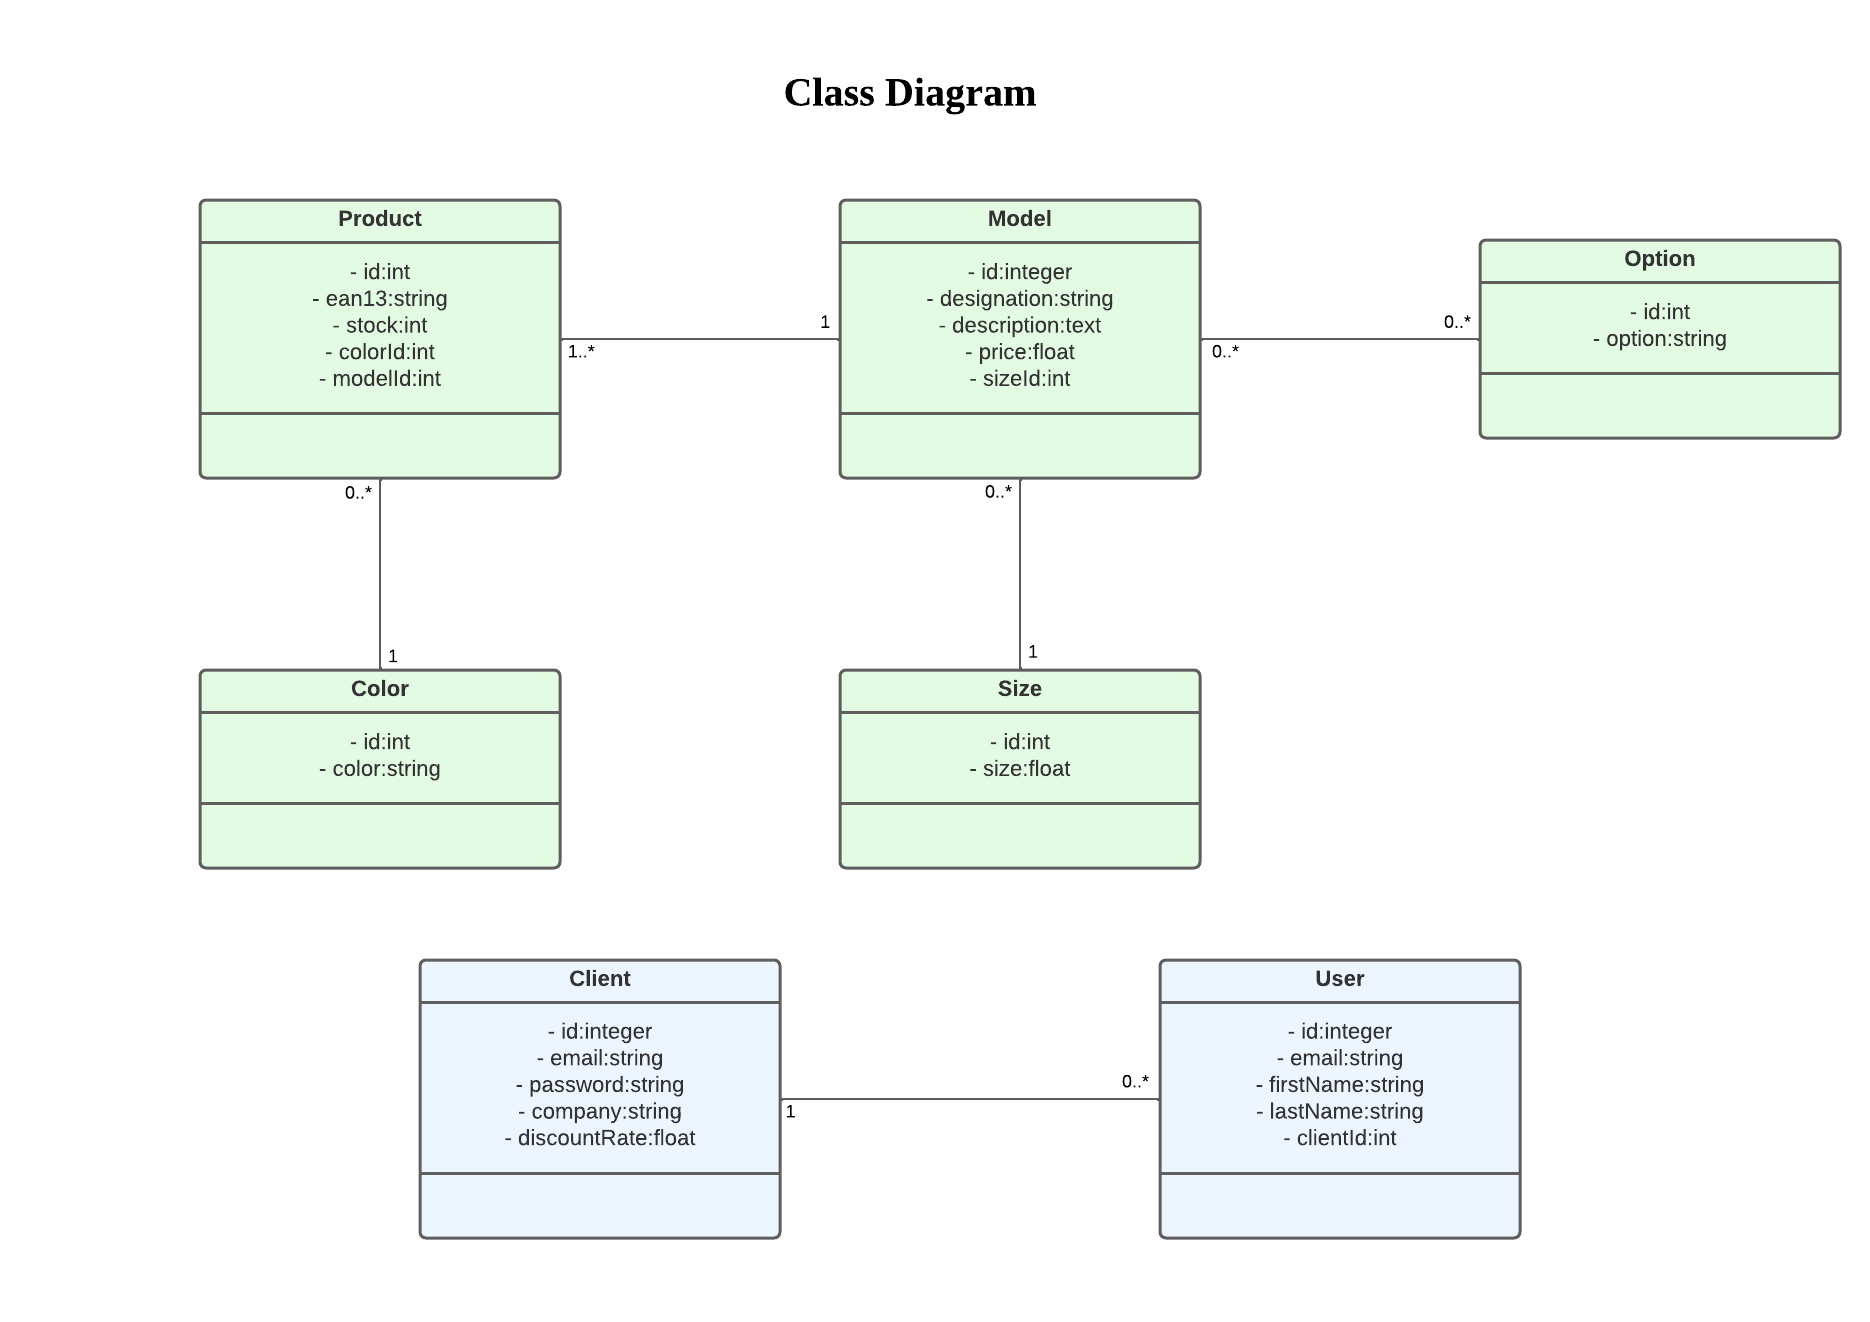 Class Diagram
Product
- id:int
- ean13:string
- stock:int
- colorId:int
- modelId:int
1..*
1
Model
- id:integer
- designation:string
- description:text
- price:float
- sizeId:int
0..*
0..*
Option
- id:int
- option:string
0..*
1
Color
- id:int
- color:string
0..*
1
Size
- id:int
- size:float
Client
- id:integer
- email:string
- password:string
- company:string
- discountRate:float
1
0..*
User
- id:integer
- email:string
- firstName:string
- lastName:string
- clientId:int